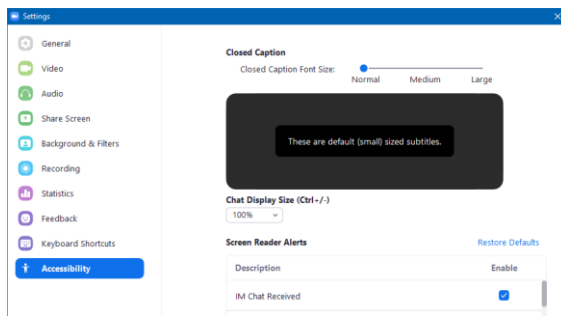 Settings
General
Video
Audio
Share Screen
Background & Filters
Recording
Statistics
Feedback
Keyboard Shortcuts
Accessibility
Closed Caption
Closed Caption Font Size:
Normal Medium Large
These are default (small) sized subtitles.
Chat Display Size (Ctrl+/-)
100%
Screen Reader Alerts Restore Defaults
Description Enable
IM Chat Received